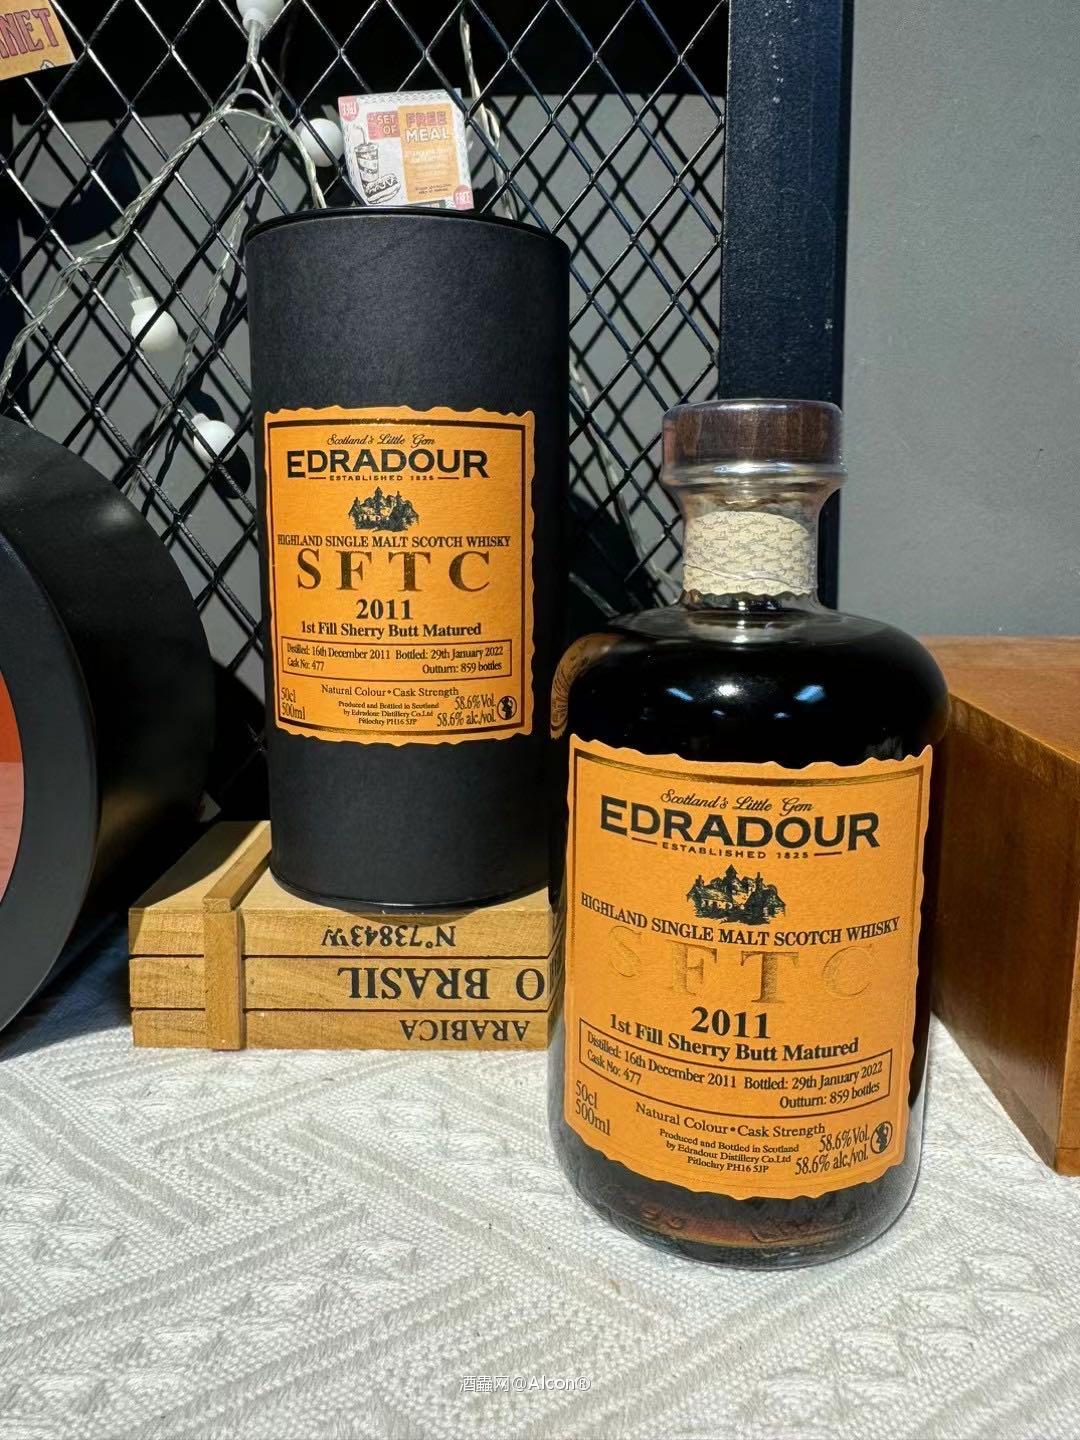 NET
SET
OF
FREE
MEAL
FREE
Scotland's Little Gem
EDRADOUR
ESTABLISHED 1825
HIGHLAND SINGLE MALT SCOTCH WHISKY
SFTC
2011
1st Fill Sherry Butt Matured
Distilled: 16th December 2011 Bottled: 29th January 2022
Cask No: 477
Outturn: 859 bottles
Natural Colour•Cask Strength
50cl
500ml
Produced and Bottled in Scotland
by Edradour Distillery Co.Ltd
Pitlochry PH16 5JP
58.6%Vol.
58.6% alc./vol.
N°73843W
O BRASIL
ARABICA
Scotland's Little Gem
EDRADOUR
ESTABLISHED 1825
HIGHLAND SINGLE MALT SCOTCH WHISKY
SFTC
2011
1st Fill Sherry Butt Matured
Distilled: 16th December 2011 Bottled: 29th January 2022
Cask No: 477
Outturn: 859 bottles
50cl
500ml
Natural Colour•Cask Strength
Produced and Bottled in Scotland
by Edradour Distillery Co.Ltd
Pitlochry PH16 5JP
58.6%Vol.
58.6% alc./vol.
酒蠱网@Alcon®